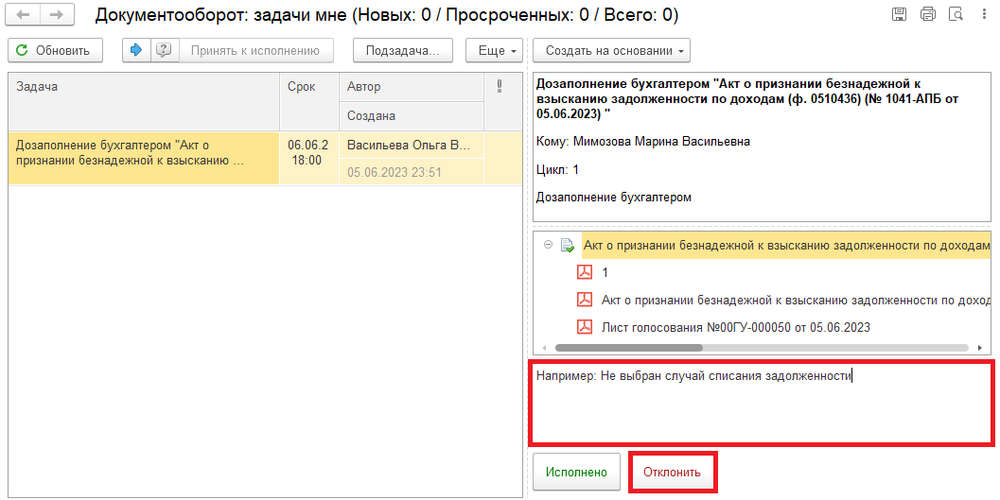 Документооборот: задачи мне (Новых: 0 / Просроченных: 0 / Всего: 0)
Обновить
Принять к исполнению
Подзадача...
Еще
Создать на основании
Задача
Срок
Автор
Создана
Дозаполнение бухгалтером "Акт о
признании безнадежной к взысканию ...
06.06.2
18:00
Васильева Ольга В...
05.06.2023 23:51
Дозаполнение бухгалтером "Акт о признании безнадежной к
взысканию задолженности по доходам (ф. 0510436) (№ 1041-АПБ от
05.06.2023) "
Кому: Мимозова Марина Васильевна
Цикл: 1
Дозаполнение бухгалтером
Акт о признании безнадежной к взысканию задолженности по доходам
1
Акт о признании безнадежной к взысканию задолженности по доход
Лист голосования №00ГУ-000050 от 05.06.2023
Например: Не выбран случай списания задолженности
Исполнено
Отклонить